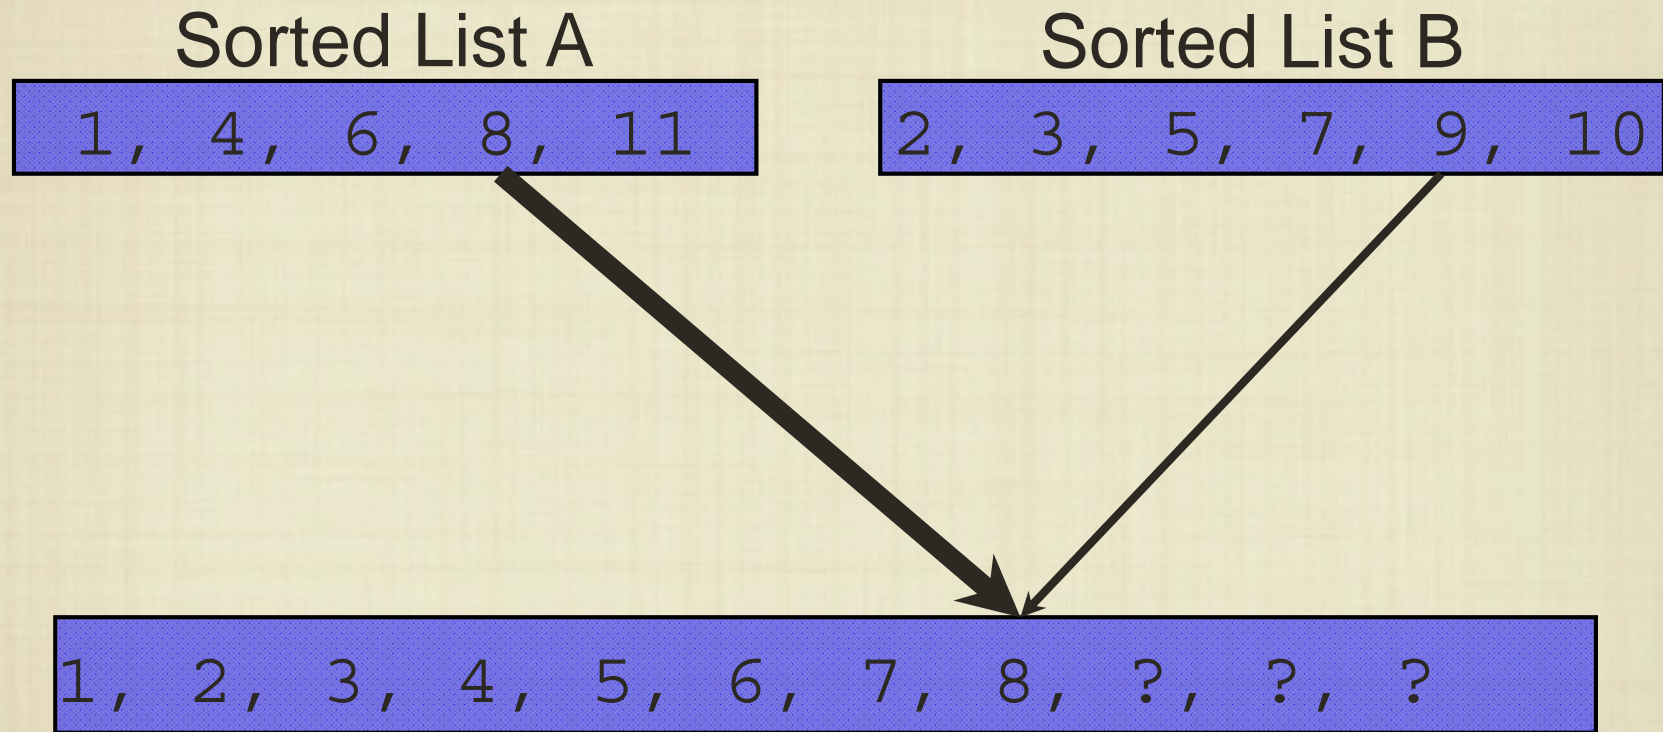 Sorted List A
Sorted List B
1, 4, 6, 8, 11
2, 3, 5, 7, 9, 10
1, 2, 3, 4, 5, 6, 7, 8, ?, ?, ?